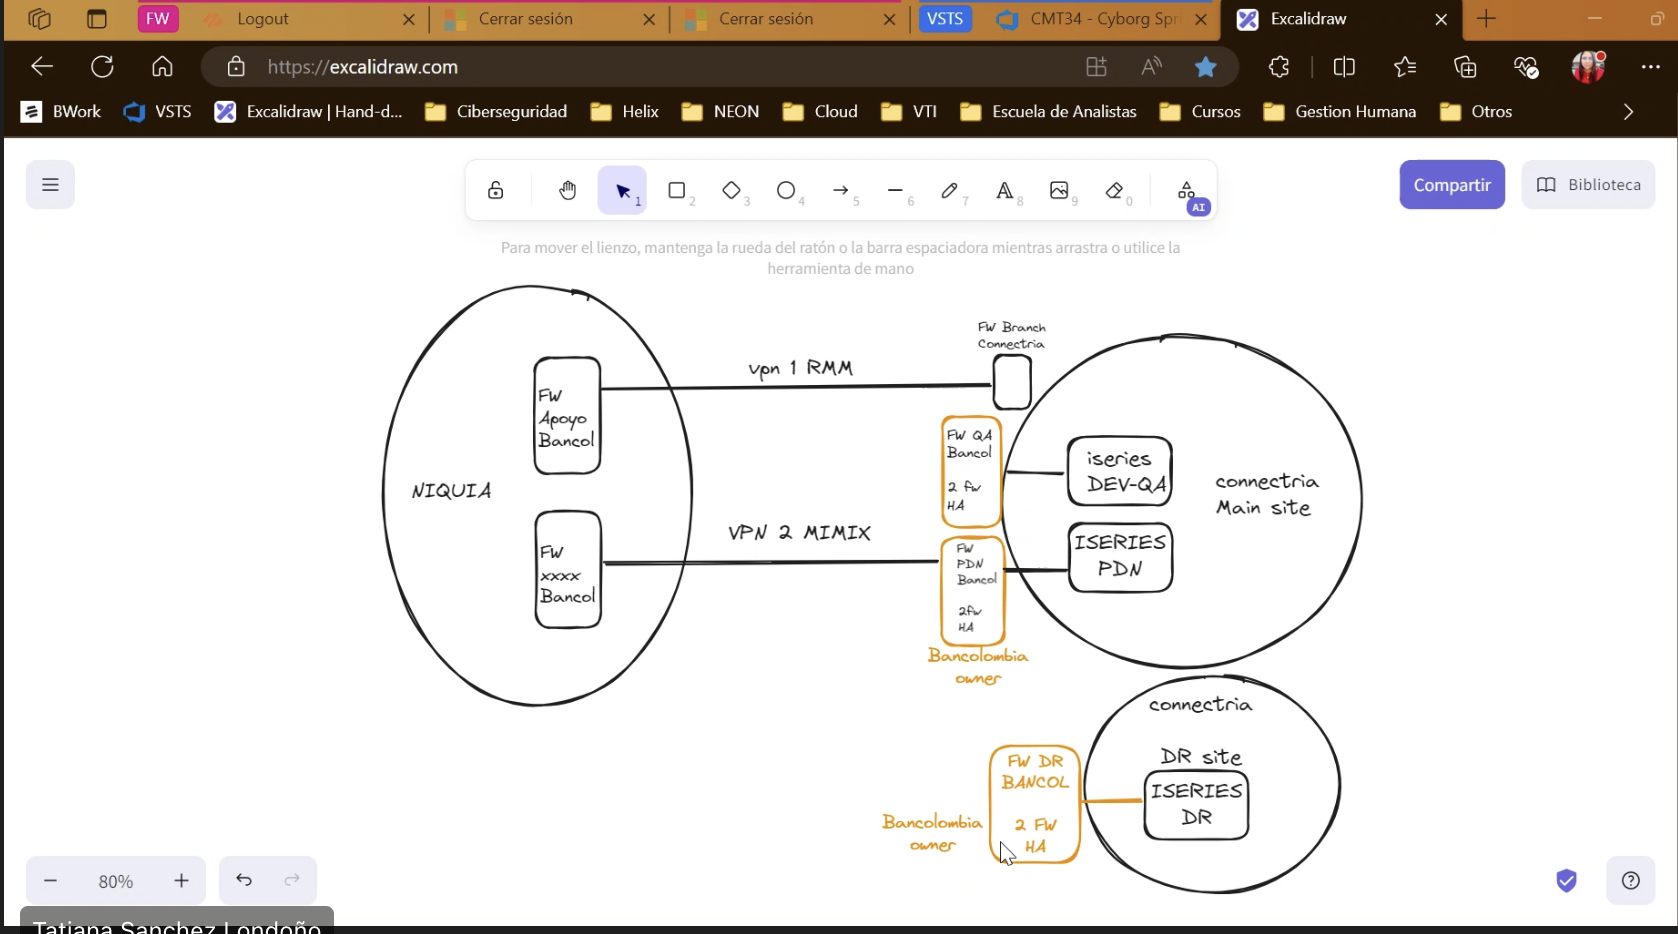 FW
Logout
Cerrar sesión
Cerrar sesión
VSTS
CMT34 - Cyborg Spri
Excalidraw
https://excalidraw.com
BWork
VSTS
Excalidraw | Hand-d...
Ciberseguridad
Helix
NEON
Cloud
VTI
Escuela de Analistas
Cursos
Gestion Humana
Otros
1
2
3
4
5
6
7
8
9
0
AI
Compartir
Biblioteca
Para mover el lienzo, mantenga la rueda del ratón o la barra espaciadora mientras arrastra o utilice la
herramienta de mano
NIQUIA
FW
Apoyo
Bancol
FW
xxxx
Bancol
vpn 1 RMM
VPN 2 MIMIX
FW Branch
Connectria
FW QA
Bancol
2 fw
HA
FW
PDN
Bancol
2fw
HA
Bancolombia
owner
iseries
DEV-QA
ISERIES
PDN
connectria
Main site
connectria
DR site
ISERIES
DR
FW DR
BANCOL
2 FW
HA
Bancolombia
owner
80%
Tatiana Sanchez Londoño